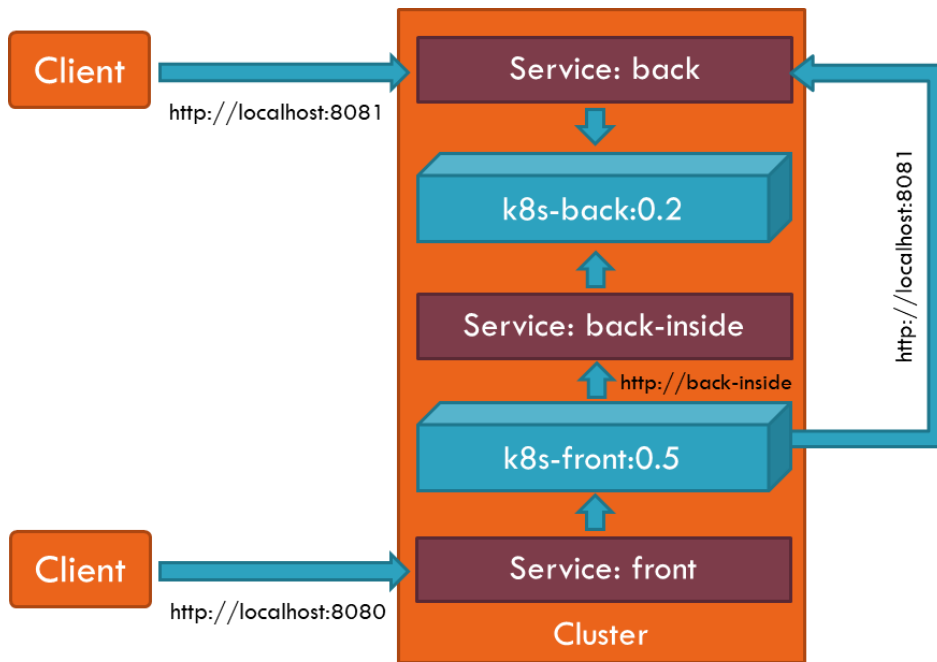 Client
http://localhost:8081
Service: back
k8s-back:0.2
Service: back-inside
http://back-inside
k8s-front:0.5
http://localhost:8081
Client
http://localhost:8080
Service: front
Cluster